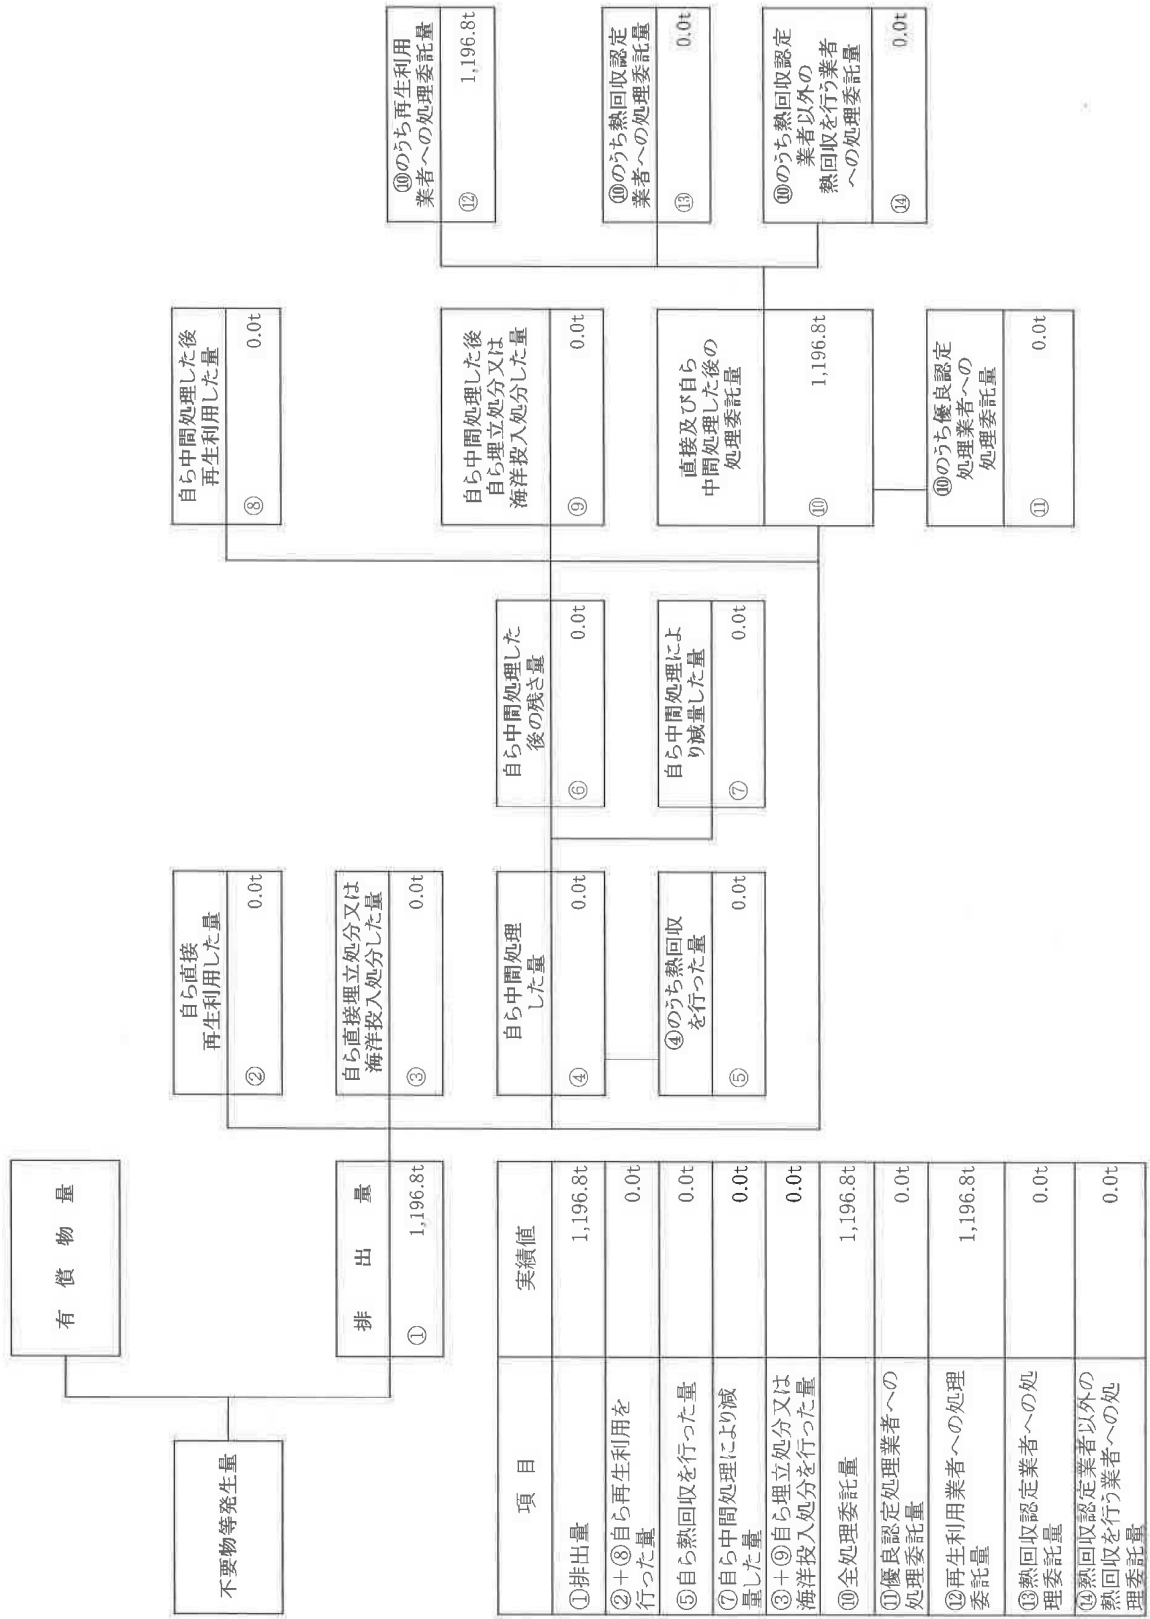 不要物等発生量
有 償 物 量
排 出 量
① 1,196.8t
自ら直接
再生利用した量
② 0.0t
自ら直接埋立処分又は
海洋投入処分した量
③ 0.0t
自ら中間処理
した量
④ 0.0t
④のうち熱回収
を行った量
⑤ 0.0t
自ら中間処理した
後の残さ量
⑥ 0.0t
自ら中間処理によ
り減量した量
⑦ 0.0t
自ら中間処理した後
再生利用した量
⑧ 0.0t
自ら中間処理した後
自ら埋立処分又は
海洋投入処分した量
⑨ 0.0t
直接及び自ら
中間処理した後の
処理委託量
⑩ 1,196.8t
⑩のうち優良認定
処理業者への
処理委託量
⑪ 0.0t
⑩のうち再生利用
業者への処理委託量
⑫ 1,196.8t
⑩のうち熱回収認定
業者への処理委託量
⑬ 0.0t
⑩のうち熱回収認定
業者以外の
熱回収を行う業者
への処理委託量
⑭ 0.0t
項 目 実績値
①排出量 1,196.8t
②＋⑧自ら再生利用を
行った量 0.0t
⑤自ら熱回収を行った量 0.0t
⑦自ら中間処理により減
量した量 0.0t
③＋⑨自ら埋立処分又は
海洋投入処分を行った量 0.0t
⑩全処理委託量 1,196.8t
⑪優良認定処理業者への
処理委託量 0.0t
⑫再生利用業者への処理
委託量 1,196.8t
⑬熱回収認定業者への処
理委託量 0.0t
⑭熱回収認定業者以外の
熱回収を行う業者への処
理委託量 0.0t